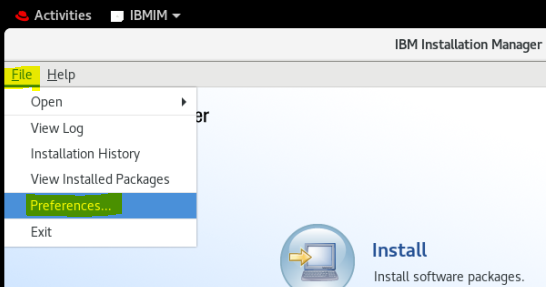 Activities IBMIM
IBM Installation Manager
File Help
Open
View Log
er
Installation History
View Installed Packages
Preferences...
Exit
Install
Install software packages.